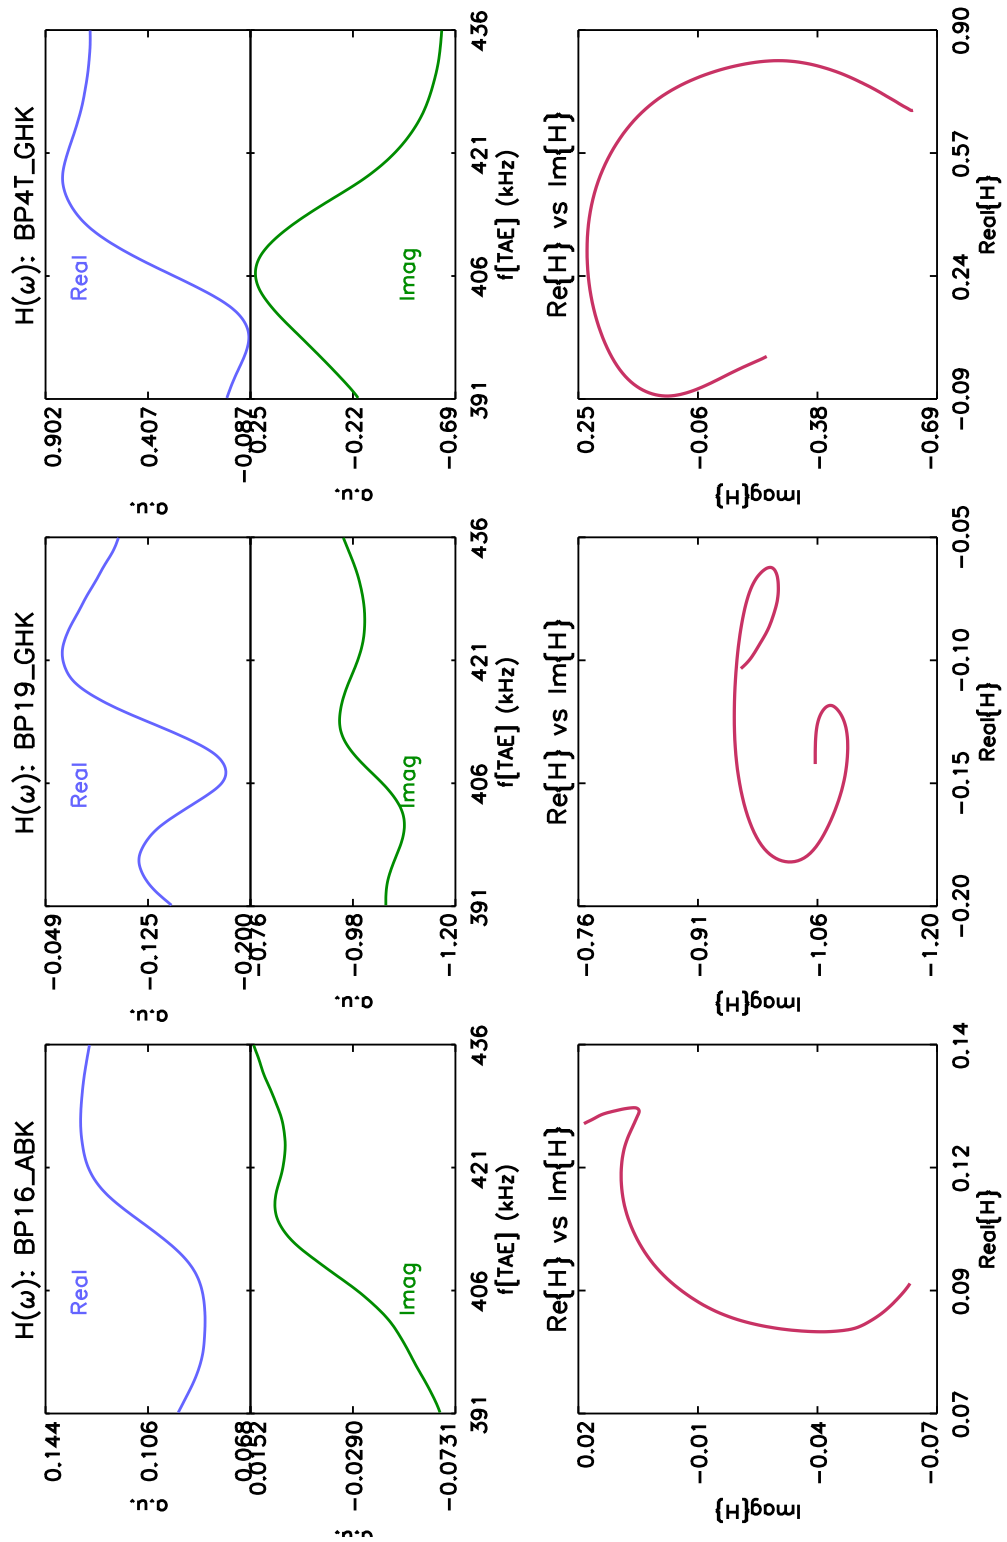 H(ω): BP16_ABK
0.144
0.106
0.068
a.u.
Real
0.0152
-0.0290
-0.0731
a.u.
Imag
391 406 421 436
f[TAE] (kHz)
H(ω): BP19_GHK
-0.049
-0.125
-0.200
a.u.
Real
-0.76
-0.98
-1.20
a.u.
Imag
391 406 421 436
f[TAE] (kHz)
H(ω): BP4T_GHK
0.902
0.407
-0.087
a.u.
Real
0.25
-0.22
-0.69
a.u.
Imag
391 406 421 436
f[TAE] (kHz)
Re{H} vs Im{H}
0.02
-0.01
-0.04
-0.07
Imag{H}
0.07 0.09 0.12 0.14
Real{H}
Re{H} vs Im{H}
-0.76
-0.91
-1.06
-1.20
Imag{H}
-0.20 -0.15 -0.10 -0.05
Real{H}
Re{H} vs Im{H}
0.25
-0.06
-0.38
-0.69
Imag{H}
-0.09 0.24 0.57 0.90
Real{H}